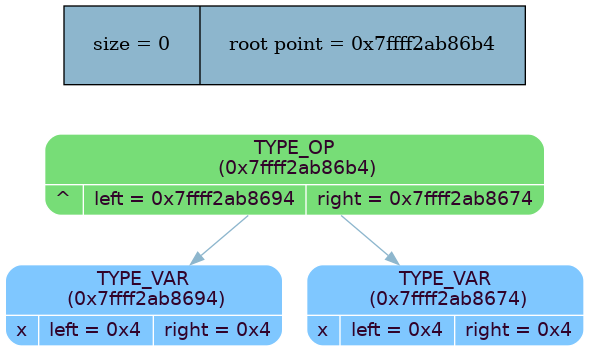 size = 0 root point = 0x7ffff2ab86b4
TYPE_OP
(0x7ffff2ab86b4)
^ left = 0x7ffff2ab8694 right = 0x7ffff2ab8674
TYPE_VAR TYPE_VAR
(0x7ffff2ab8694) (0x7ffff2ab8674)
x left = 0x4 right = 0x4 x left = 0x4 right = 0x4